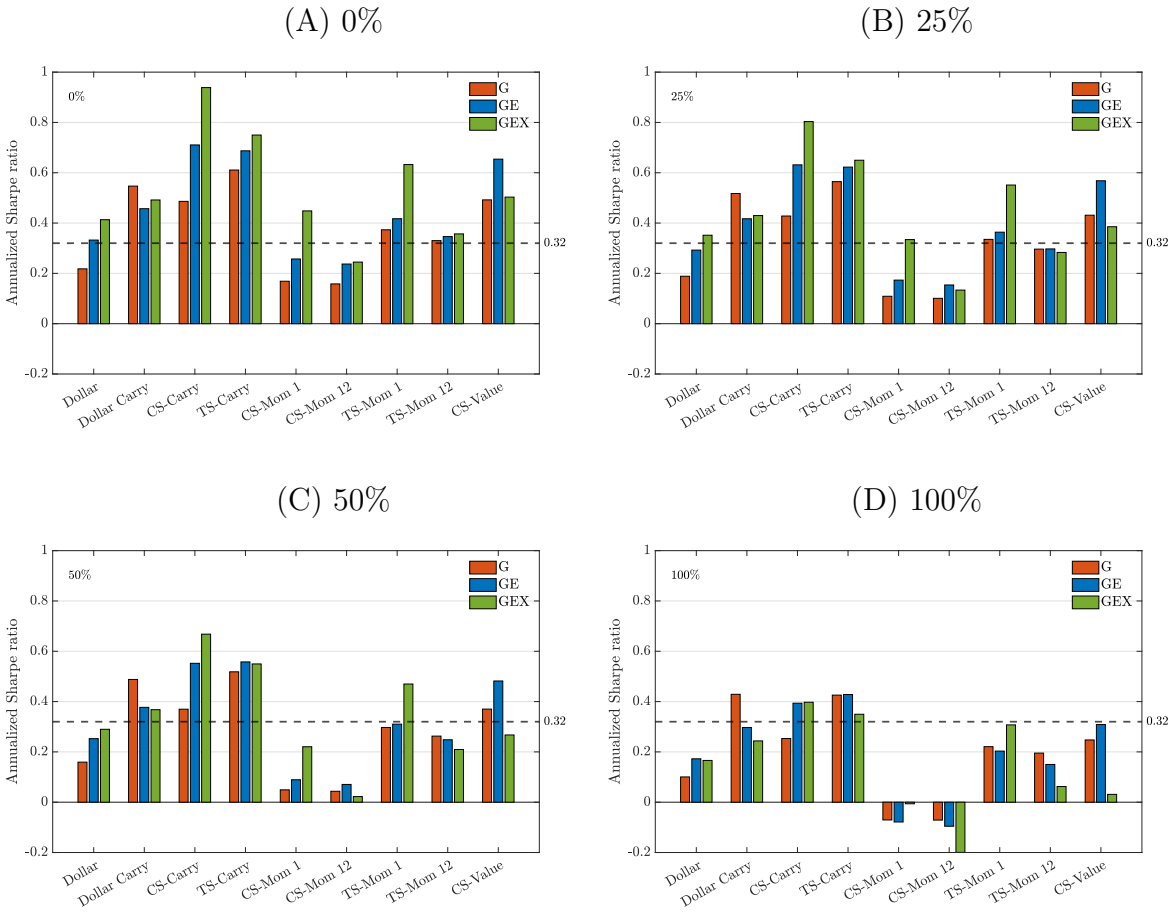 (A) 0%
(B) 25%
Annualized Sharpe ratio
1
0.8
0.6
0.4
0.2
0
-0.2
0%
G
GE
GEX
0.32
Dollar
Dollar Carry
CS-Carry
TS-Carry
CS-Mom 1
CS-Mom 12
TS-Mom 1
TS-Mom 12
CS-Value
Annualized Sharpe ratio
1
0.8
0.6
0.4
0.2
0
-0.2
25%
G
GE
GEX
0.32
Dollar
Dollar Carry
CS-Carry
TS-Carry
CS-Mom 1
CS-Mom 12
TS-Mom 1
TS-Mom 12
CS-Value
(C) 50%
(D) 100%
Annualized Sharpe ratio
1
0.8
0.6
0.4
0.2
0
-0.2
50%
G
GE
GEX
0.32
Dollar
Dollar Carry
CS-Carry
TS-Carry
CS-Mom 1
CS-Mom 12
TS-Mom 1
TS-Mom 12
CS-Value
Annualized Sharpe ratio
1
0.8
0.6
0.4
0.2
0
-0.2
100%
G
GE
GEX
0.32
Dollar
Dollar Carry
CS-Carry
TS-Carry
CS-Mom 1
CS-Mom 12
TS-Mom 1
TS-Mom 12
CS-Value